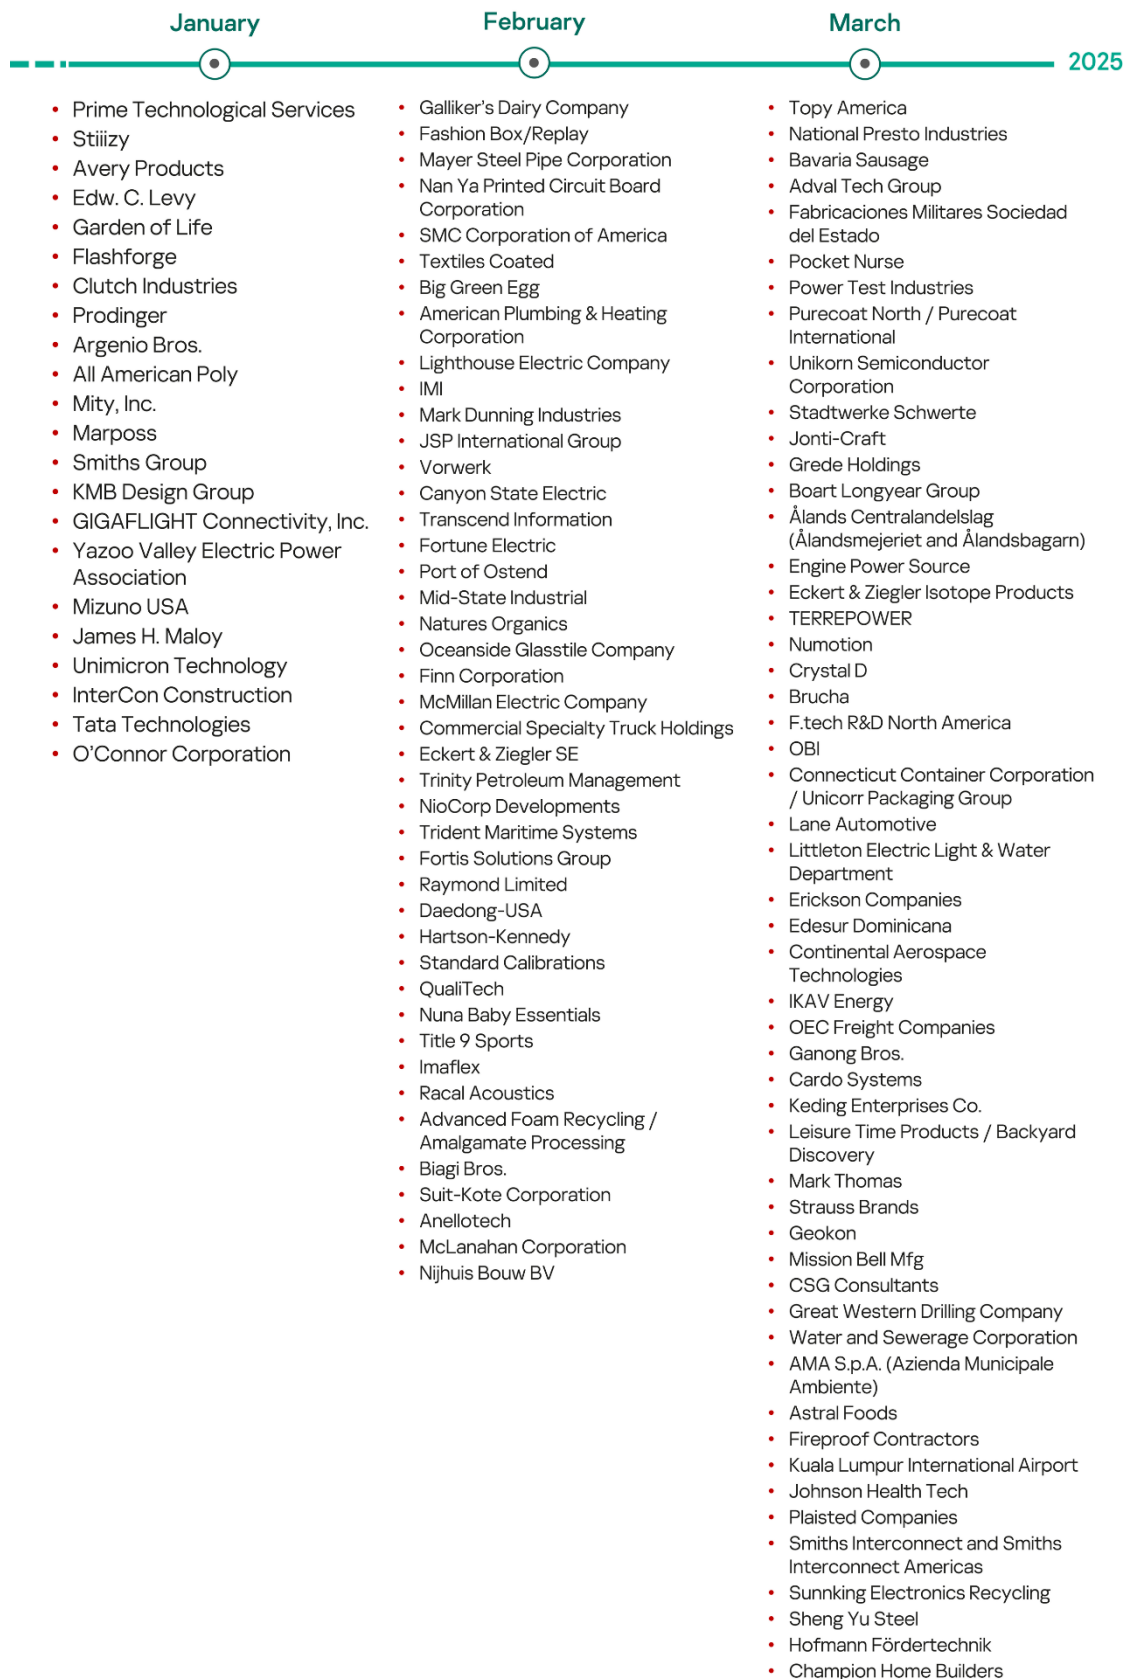 January
February
March
2025
• Prime Technological Services
• Stiiizy
• Avery Products
• Edw. C. Levy
• Garden of Life
• Flashforge
• Clutch Industries
• Prodinger
• Argenio Bros.
• All American Poly
• Mity, Inc.
• Marposs
• Smiths Group
• KMB Design Group
• GIGAFLIGHT Connectivity, Inc.
• Yazoo Valley Electric Power
Association
• Mizuno USA
• James H. Maloy
• Unimicron Technology
• InterCon Construction
• Tata Technologies
• O’Connor Corporation
• Galliker’s Dairy Company
• Fashion Box/Replay
• Mayer Steel Pipe Corporation
• Nan Ya Printed Circuit Board
Corporation
• SMC Corporation of America
• Textiles Coated
• Big Green Egg
• American Plumbing & Heating
Corporation
• Lighthouse Electric Company
• IMI
• Mark Dunning Industries
• JSP International Group
• Vorwerk
• Canyon State Electric
• Transcend Information
• Fortune Electric
• Port of Ostend
• Mid-State Industrial
• Natures Organics
• Oceanside Glasstile Company
• Finn Corporation
• McMillan Electric Company
• Commercial Specialty Truck Holdings
• Eckert & Ziegler SE
• Trinity Petroleum Management
• NioCorp Developments
• Trident Maritime Systems
• Fortis Solutions Group
• Raymond Limited
• Daedong-USA
• Hartson-Kennedy
• Standard Calibrations
• QualiTech
• Nuna Baby Essentials
• Title 9 Sports
• Imaflex
• Racal Acoustics
• Advanced Foam Recycling /
Amalgamate Processing
• Biagi Bros.
• Suit-Kote Corporation
• Anellotech
• McLanahan Corporation
• Nijhuis Bouw BV
• Topy America
• National Presto Industries
• Bavaria Sausage
• Adval Tech Group
• Fabricaciones Militares Sociedad
del Estado
• Pocket Nurse
• Power Test Industries
• Purecoat North / Purecoat
International
• Unikorn Semiconductor
Corporation
• Stadtwerke Schwerte
• Jonti-Craft
• Grede Holdings
• Boart Longyear Group
• Ålands Centralandelslag
(Ålandsmejeriet and Ålandsbagarn)
• Engine Power Source
• Eckert & Ziegler Isotope Products
• TERREPOWER
• Numotion
• Crystal D
• Brucha
• F.tech R&D North America
• OBI
• Connecticut Container Corporation
/ Unicorr Packaging Group
• Lane Automotive
• Littleton Electric Light & Water
Department
• Erickson Companies
• Edesur Dominicana
• Continental Aerospace
Technologies
• IKAV Energy
• OEC Freight Companies
• Ganong Bros.
• Cardo Systems
• Keding Enterprises Co.
• Leisure Time Products / Backyard
Discovery
• Mark Thomas
• Strauss Brands
• Geokon
• Mission Bell Mfg
• CSG Consultants
• Great Western Drilling Company
• Water and Sewerage Corporation
• AMA S.p.A. (Azienda Municipale
Ambiente)
• Astral Foods
• Fireproof Contractors
• Kuala Lumpur International Airport
• Johnson Health Tech
• Plaisted Companies
• Smiths Interconnect and Smiths
Interconnect Americas
• Sunnking Electronics Recycling
• Sheng Yu Steel
• Hofmann Fördertechnik
• Champion Home Builders